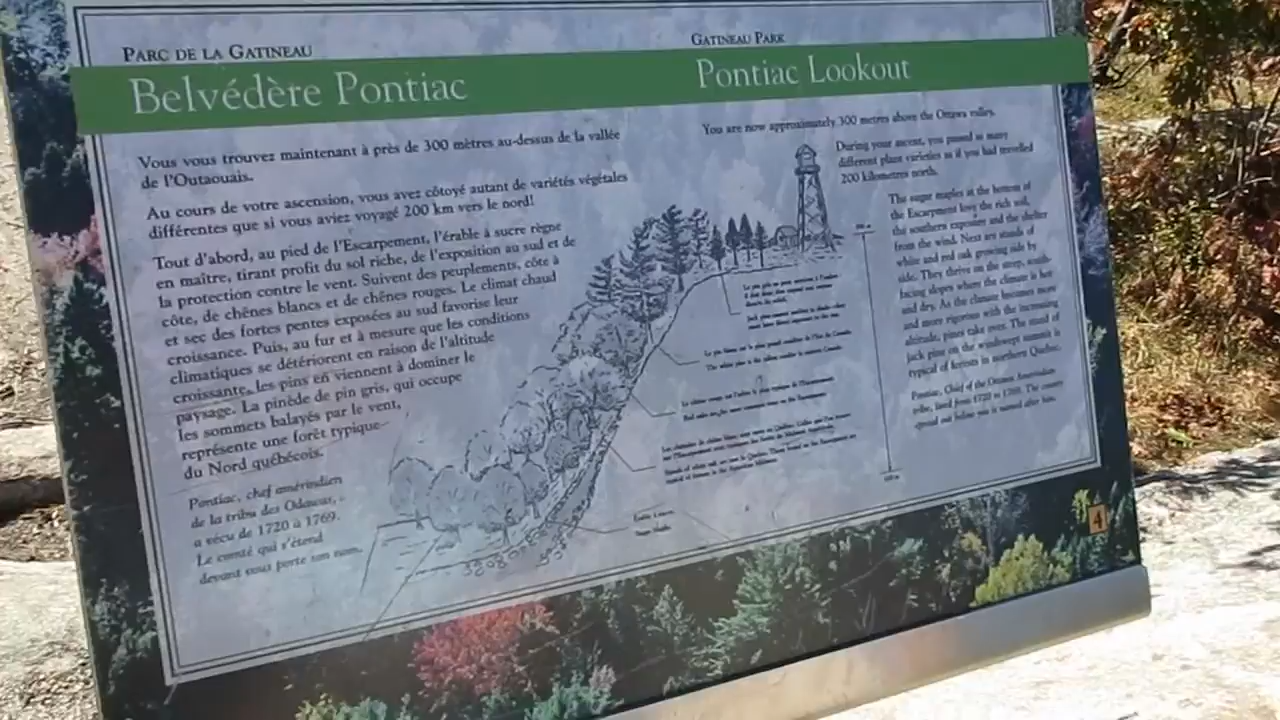 PARC DE LA GATINEAU
Belvédère Pontiac
Vous vous trouvez maintenant à près de 300 mètres au-dessus de la vallée
de l'Outaouais.
Au cours de votre ascension, vous avez côtoyé autant de variétés végétales
différentes que si vous aviez voyagé 200 km vers le nord!
Tout d'abord, au pied de l'Escarpement, l'érable à sucre règne
en maître, tirant profit du sol riche, de l'exposition au sud et de
la protection contre le vent. Suivent des peuplements, côte à
côte, de chênes blancs et de chênes rouges. Le climat chaud
et sec des fortes pentes exposées au sud favorise leur
croissance. Puis, au fur et à mesure que les conditions
climatiques se détériorent en raison de l'altitude
croissante, les pins en viennent à dominer le
paysage. La pinède de pin gris, qui occupe
les sommets balayés par le vent,
représente une forêt typique
du Nord québécois.
Pontiac, chef amérindien
de la tribu des Odawas,
a vécu de 1720 à 1769.
Le comté qui s'étend
devant vous porte son nom.
GATINEAU PARK
Pontiac Lookout
You are now approximately 300 metres above the Ottawa valley.
During your ascent, you passed as many
different plant varieties as if you had travelled
200 kilometres north.
The sugar maples at the bottom of
the Escarpment love the rich soil,
the southern exposure and the shelter
from the wind. Next are stands of
white and red oak growing side by
side. They thrive on the steep, south-
facing slopes where the climate is hot
and dry. As the climate becomes more
and more rigorous with the increasing
altitude, pines take over. The stand of
jack pine on the windswept summit is
typical of forests in northern Quebec.
Pontiac, Chief of the Ottawa Amerindian
tribe, lived from 1720 to 1769. The county
spread out below you is named after him.
4